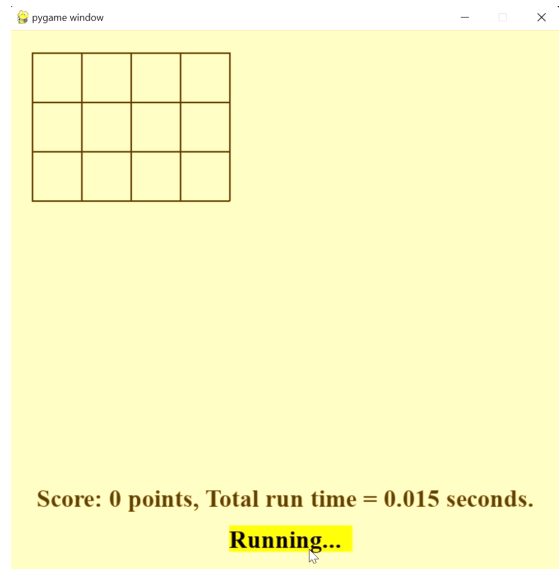 pygame window
Score: 0 points, Total run time = 0.015 seconds.
Running...